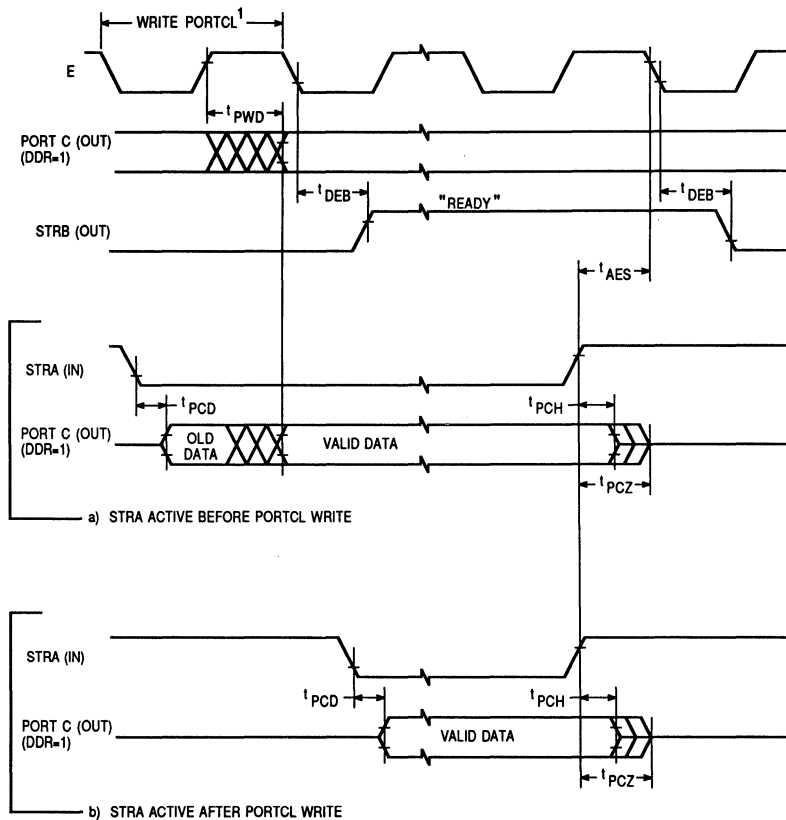 WRITE PORTCL1
E
tPWD
PORT C (OUT)
(DDR=1)
tDEB
"READY"
tDEB
STRB (OUT)
tAES
STRA (IN)
tPCD
tPCH
PORT C (OUT)
(DDR=1)
OLD
DATA
VALID DATA
tPCZ
a) STRA ACTIVE BEFORE PORTCL WRITE
STRA (IN)
tPCD
tPCH
PORT C (OUT)
(DDR=1)
VALID DATA
tPCZ
b) STRA ACTIVE AFTER PORTCL WRITE